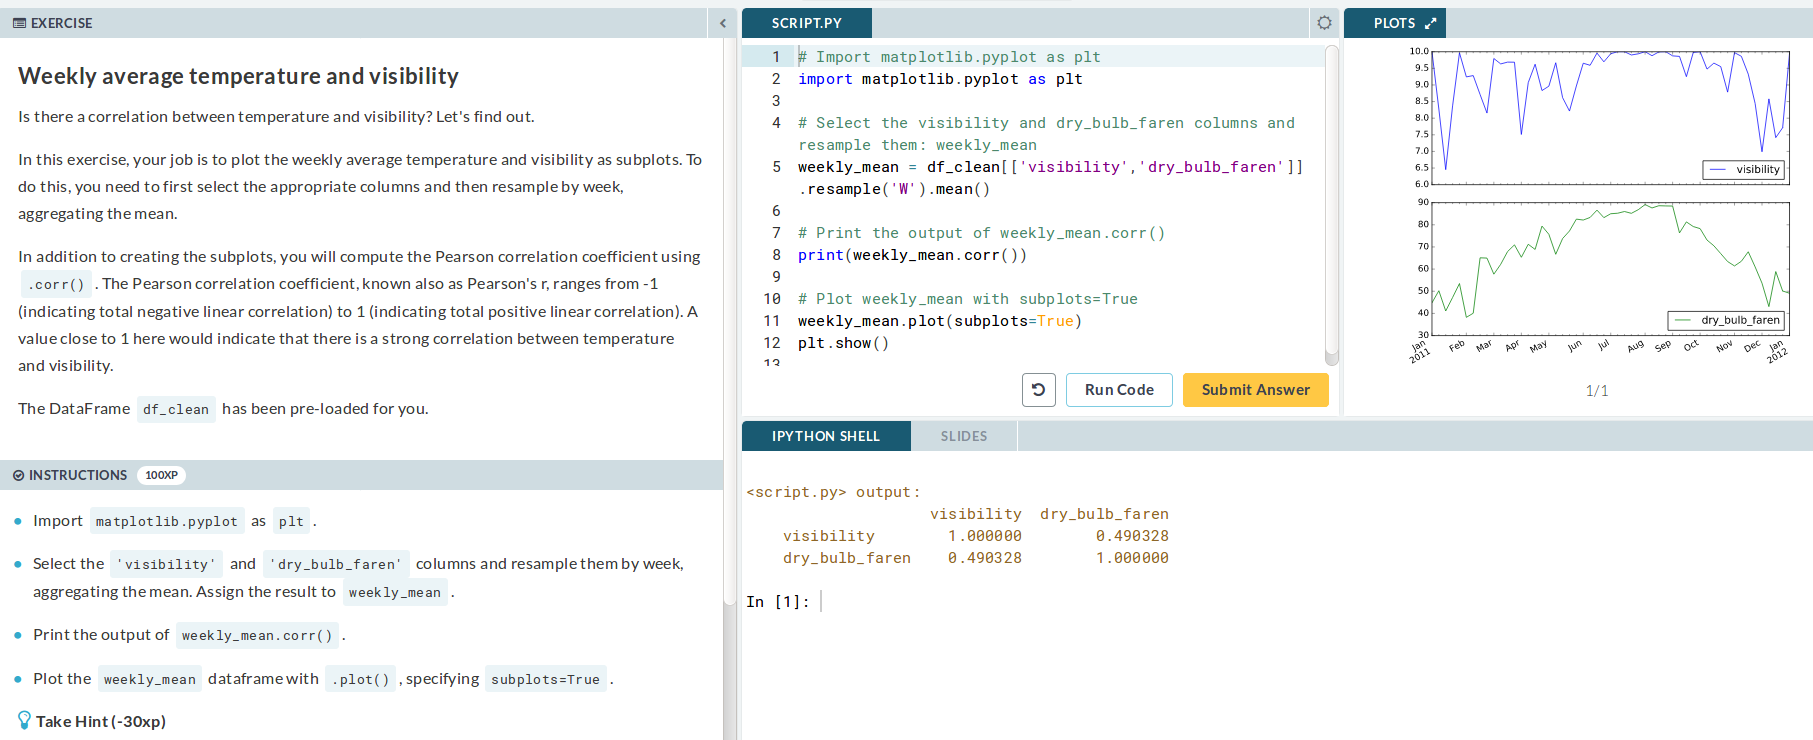 EXERCISE
Weekly average temperature and visibility
Is there a correlation between temperature and visibility? Let's find out.
In this exercise, your job is to plot the weekly average temperature and visibility as subplots. To
do this, you need to first select the appropriate columns and then resample by week,
aggregating the mean.
In addition to creating the subplots, you will compute the Pearson correlation coefficient using
.corr() . The Pearson correlation coefficient, known also as Pearson's r, ranges from -1
(indicating total negative linear correlation) to 1 (indicating total positive linear correlation). A
value close to 1 here would indicate that there is a strong correlation between temperature
and visibility.
The DataFrame df_clean has been pre-loaded for you.
INSTRUCTIONS 100XP
Import matplotlib.pyplot as plt .
Select the 'visibility' and 'dry_bulb_faren' columns and resample them by week,
aggregating the mean. Assign the result to weekly_mean .
Print the output of weekly_mean.corr() .
Plot the weekly_mean dataframe with .plot() , specifying subplots=True .
Take Hint (-30xp)
SCRIPT.PY
1 # Import matplotlib.pyplot as plt
2 import matplotlib.pyplot as plt
3
4 # Select the visibility and dry_bulb_faren columns and
resample them: weekly_mean
5 weekly_mean = df_clean[['visibility','dry_bulb_faren']]
.resample('W').mean()
6
7 # Print the output of weekly_mean.corr()
8 print(weekly_mean.corr())
9
10 # Plot weekly_mean with subplots=True
11 weekly_mean.plot(subplots=True)
12 plt.show()
13
Run Code
Submit Answer
PLOTS
10.0
9.5
9.0
8.5
8.0
7.5
7.0
6.5
6.0
visibility
90
80
70
60
50
40
30
dry_bulb_faren
Jan
2011
Feb
Mar
Apr
May
Jun
Jul
Aug
Sep
Oct
Nov
Dec
Jan
2012
1/1
IPYTHON SHELL
SLIDES
<script.py> output:
visibility dry_bulb_faren
visibility 1.000000 0.490328
dry_bulb_faren 0.490328 1.000000
In [1]: